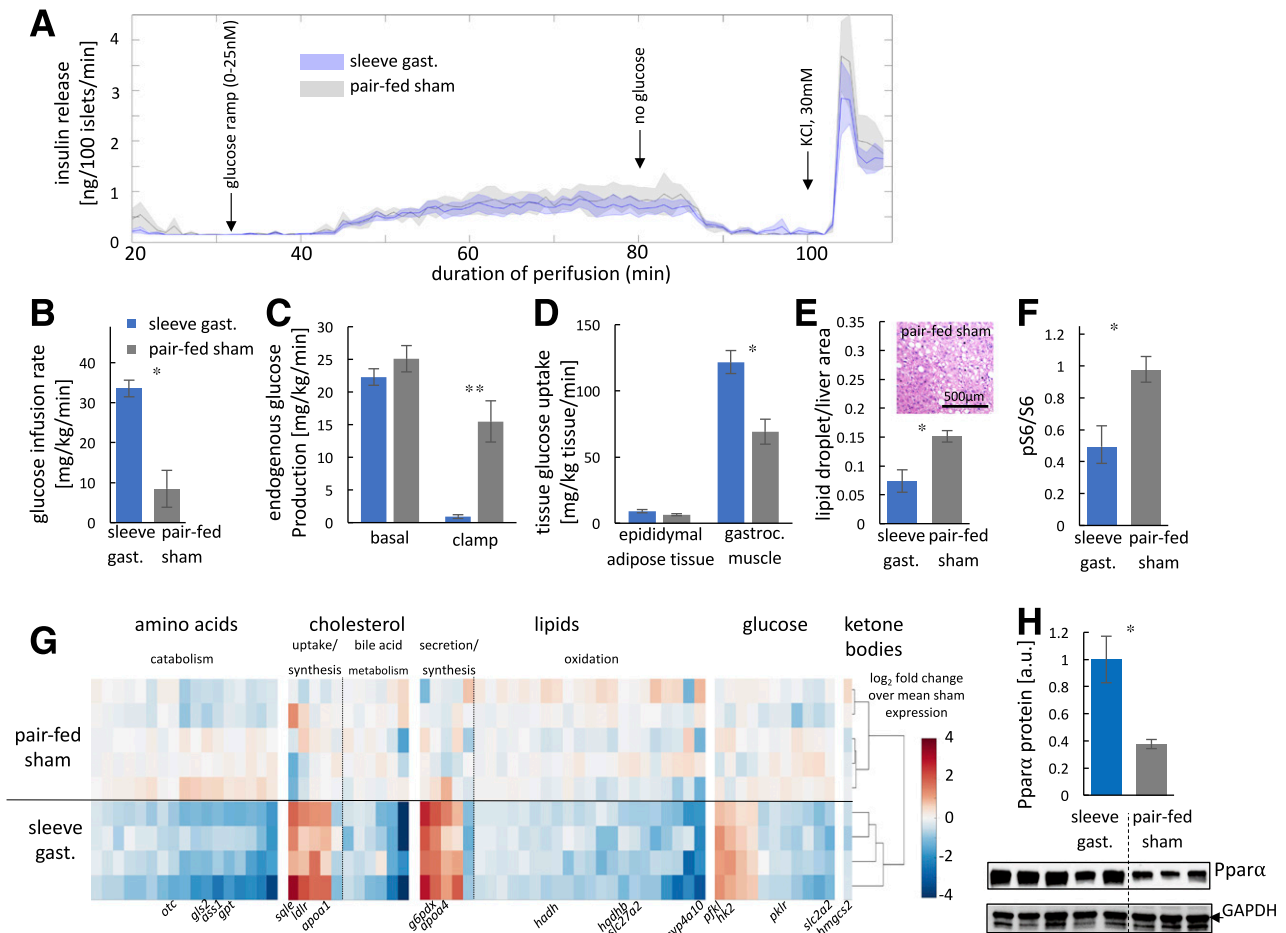 A
insulin release
[ng/100 islets/min]
4
3
2
1
0
sleeve gast.
pair-fed sham
glucose ramp (0-25nM)
no glucose
KCl, 30mM
20
40
60
80
100
duration of perifusion (min)
B
glucose infusion rate
[mg/kg/min]
40
30
20
10
0
sleeve gast.
pair-fed sham
*
sleeve
gast.
pair-fed
sham
C
endogenous glucose
Production [mg/kg/min]
30
25
20
15
10
5
0
**
basal
clamp
D
tissue glucose uptake
[mg/kg tissue/min]
150
100
50
0
*
epididymal
adipose tissue
gastroc.
muscle
E
lipid droplet/liver area
0.35
0.3
0.25
0.2
0.15
0.1
0.05
0
pair-fed sham
500μm
*
sleeve
gast.
pair-fed
sham
F
pS6/S6
1.2
1
0.8
0.6
0.4
0.2
0
*
sleeve
gast.
pair-fed
sham
G
amino acids
catabolism
cholesterol
uptake/
synthesis
bile acid
metabolism
secretion/
synthesis
lipids
oxidation
glucose
ketone
bodies
log2 fold change
over mean sham
expression
4
2
0
-2
-4
pair-fed
sham
sleeve
gast.
otc
gls2
gss1
gpt
sqle
ldlr
apoa1
g6pdx
apoa4
hadh
hadhb
slc27a2
cyp4a10
pfkl
hk2
pklr
slc2a2
hmgcs2
H
Pparα protein [a.u.]
1.2
1
0.8
0.6
0.4
0.2
0
*
sleeve
gast.
pair-fed
sham
Pparα
GAPDH